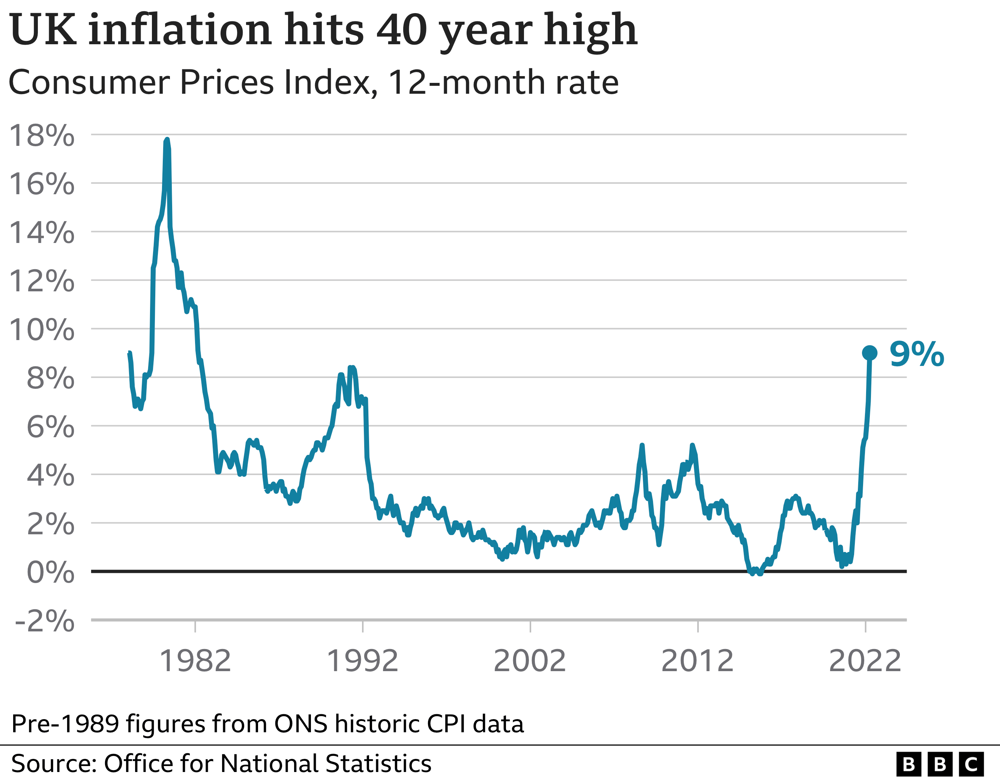 UK inflation hits 40 year high
Consumer Prices Index, 12-month rate
18%
16%
14%
12%
10%
9%
8%
6%
4%
2%
0%
-2%
1982 1992 2002 2012 2022
Pre-1989 figures from ONS historic CPI data
Source: Office for National Statistics
BBC